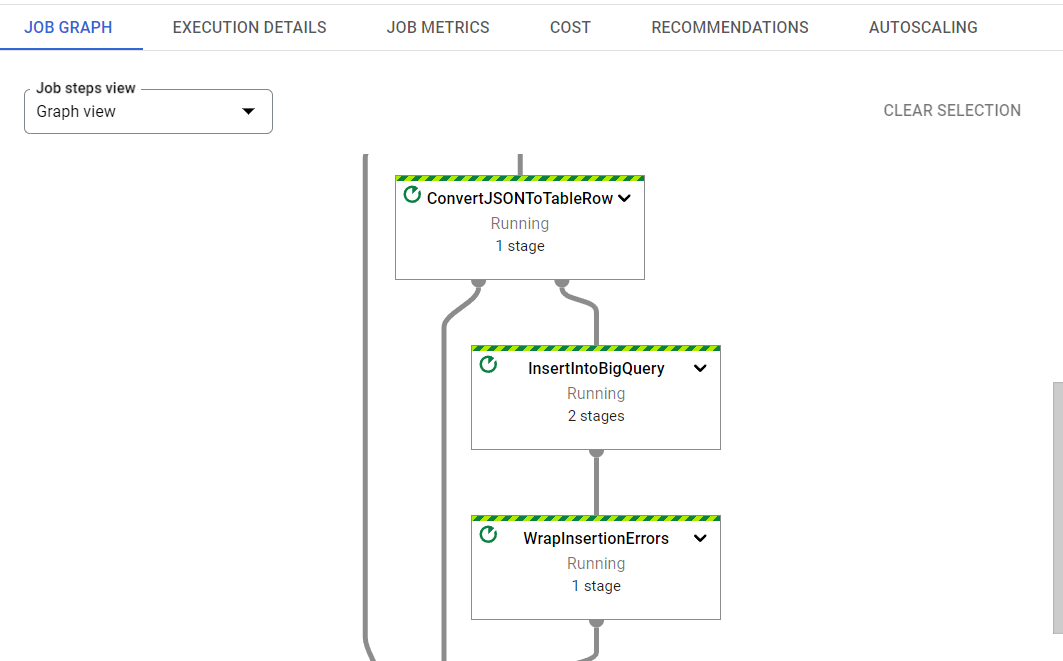 JOB GRAPH EXECUTION DETAILS JOB METRICS COST RECOMMENDATIONS AUTOSCALING
Job steps view
Graph view
CLEAR SELECTION
ConvertJSONToTableRow
Running
1 stage
InsertIntoBigQuery
Running
2 stages
WrapInsertionErrors
Running
1 stage